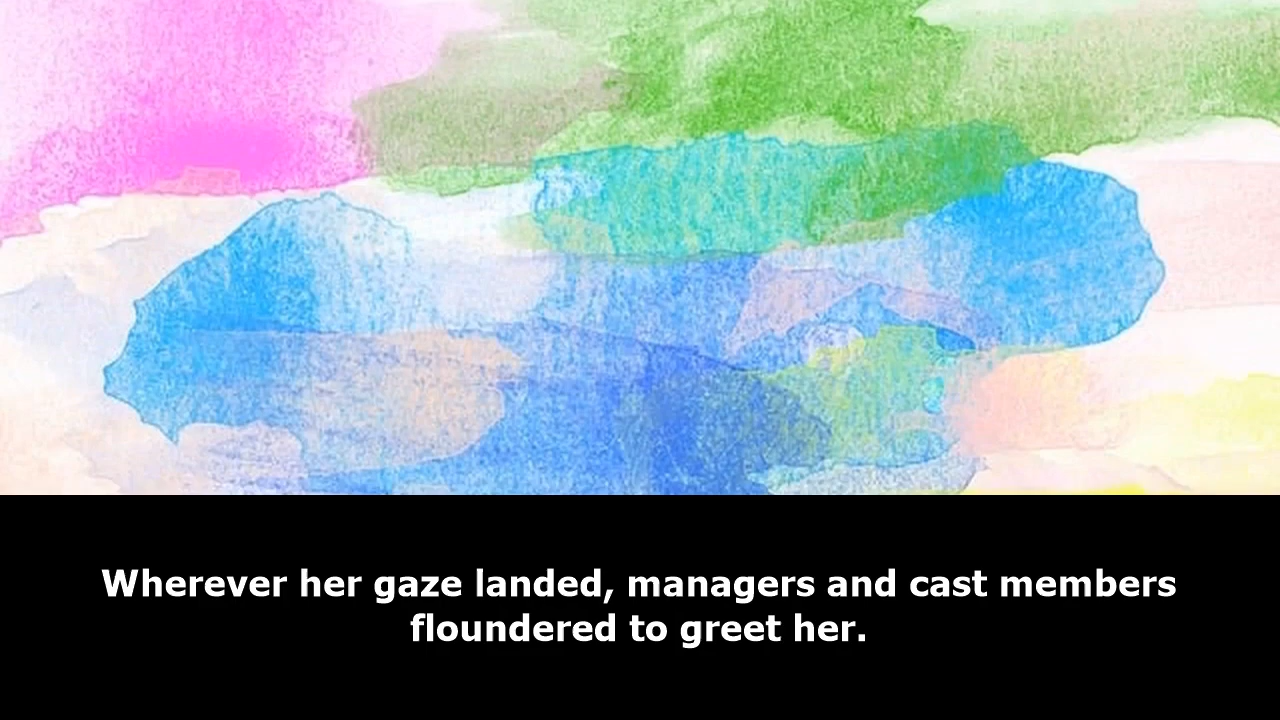 Wherever her gaze landed, managers and cast members
floundered to greet her.